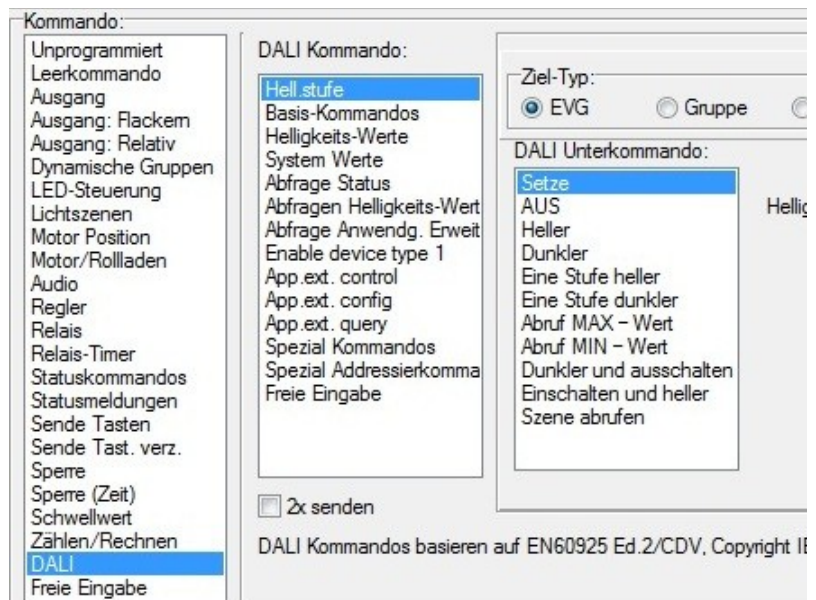 Kommando:
Unprogrammiert
Leerkommando
Ausgang
Ausgang: Flackern
Ausgang: Relativ
Dynamische Gruppen
LED-Steuerung
Lichtszenen
Motor Position
Motor/Rollladen
Audio
Regler
Relais
Relais-Timer
Statuskommandos
Statusmeldungen
Sende Tasten
Sende Tast. verz.
Sperre
Sperre (Zeit)
Schwellwert
Zählen/Rechnen
DALI
Freie Eingabe
DALI Kommando:
Hell.stufe
Basis-Kommandos
Helligkeits-Werte
System Werte
Abfrage Status
Abfragen Helligkeits-Wert
Abfrage Anwendg. Erweit
Enable device type 1
App.ext. control
App.ext. config
App.ext. query
Spezial Kommandos
Spezial Addressierkomma
Freie Eingabe
2x senden
Ziel-Typ:
EVG Gruppe
DALI Unterkommando:
Setze
AUS
Heller
Dunkler
Eine Stufe heller
Eine Stufe dunkler
Abruf MAX - Wert
Abruf MIN - Wert
Dunkler und ausschalten
Einschalten und heller
Szene abrufen
Hellig
DALI Kommandos basieren auf EN60925 Ed.2/CDV, Copyright IE